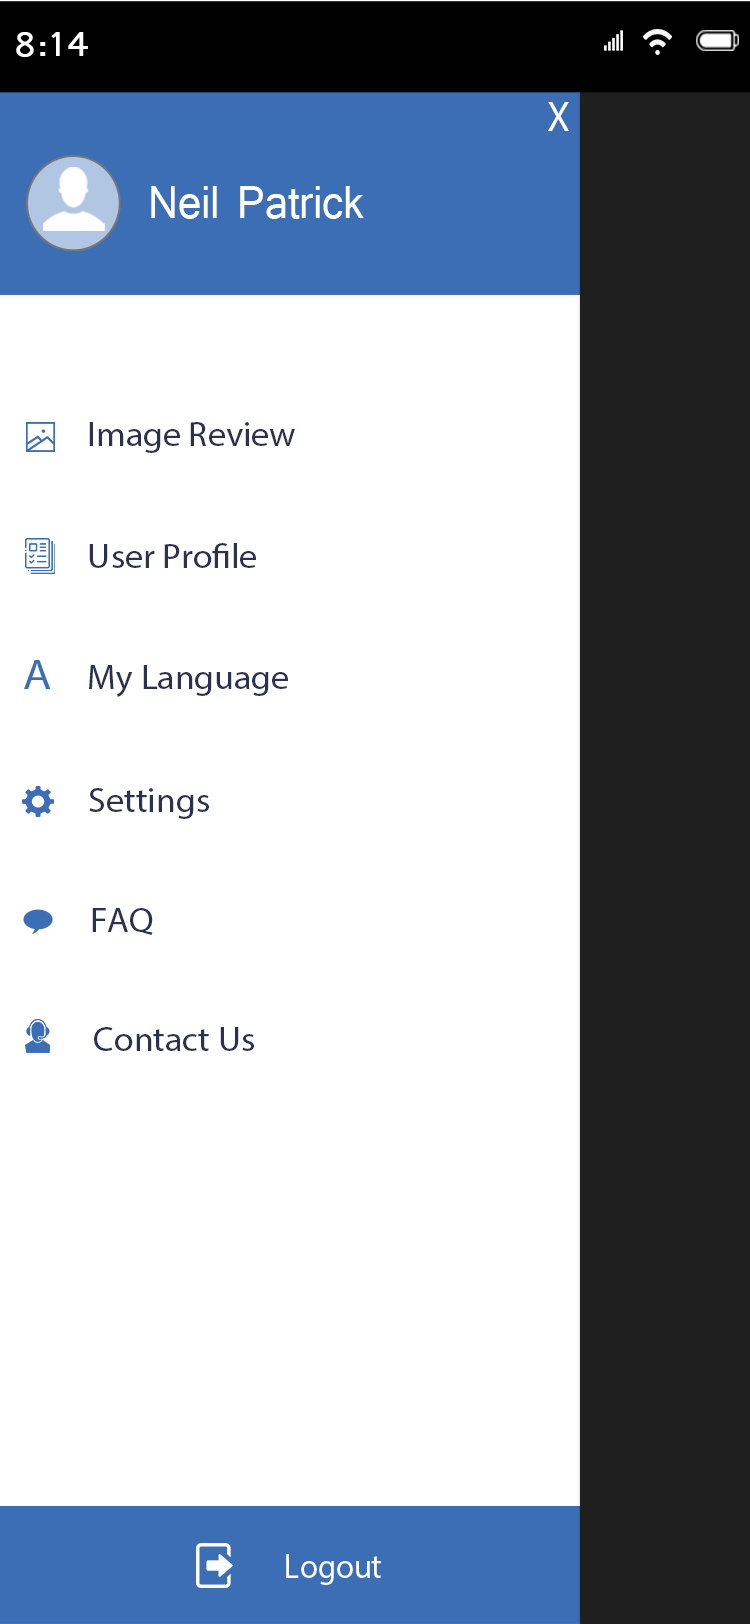 8:14
X
Neil Patrick
Image Review
User Profile
A My Language
Settings
FAQ
Contact Us
Logout